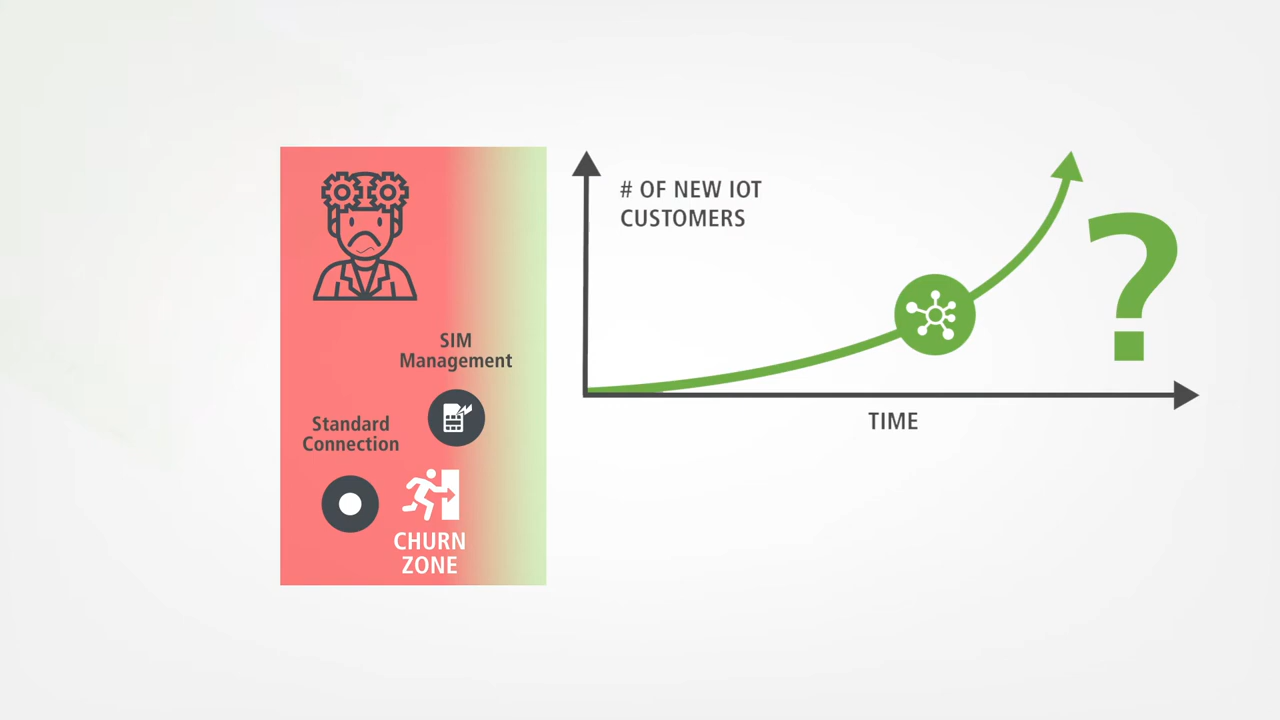 SIM
Management
Standard
Connection
CHURN
ZONE
# OF NEW IOT
CUSTOMERS
?
TIME